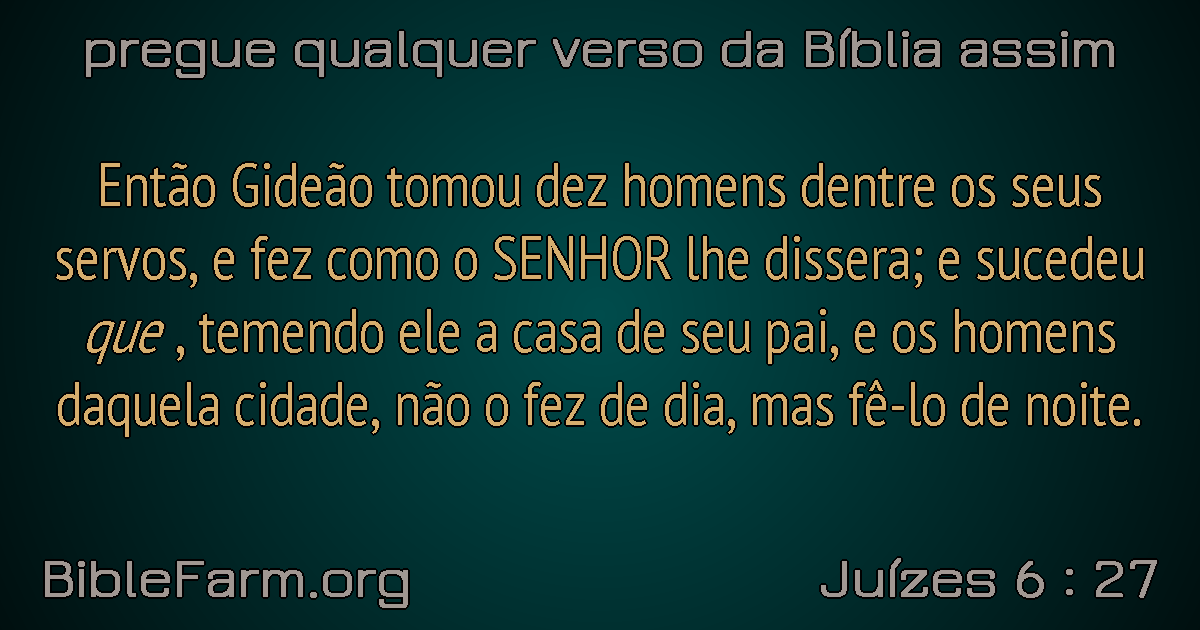 pregue qualquer verso da Bíblia assim
Então Gideão tomou dez homens dentre os seus
servos, e fez como o SENHOR lhe dissera; e sucedeu
que , temendo ele a casa de seu pai, e os homens
daquela cidade, não o fez de dia, mas fê-lo de noite.
BibleFarm.org
Juízes 6 : 27